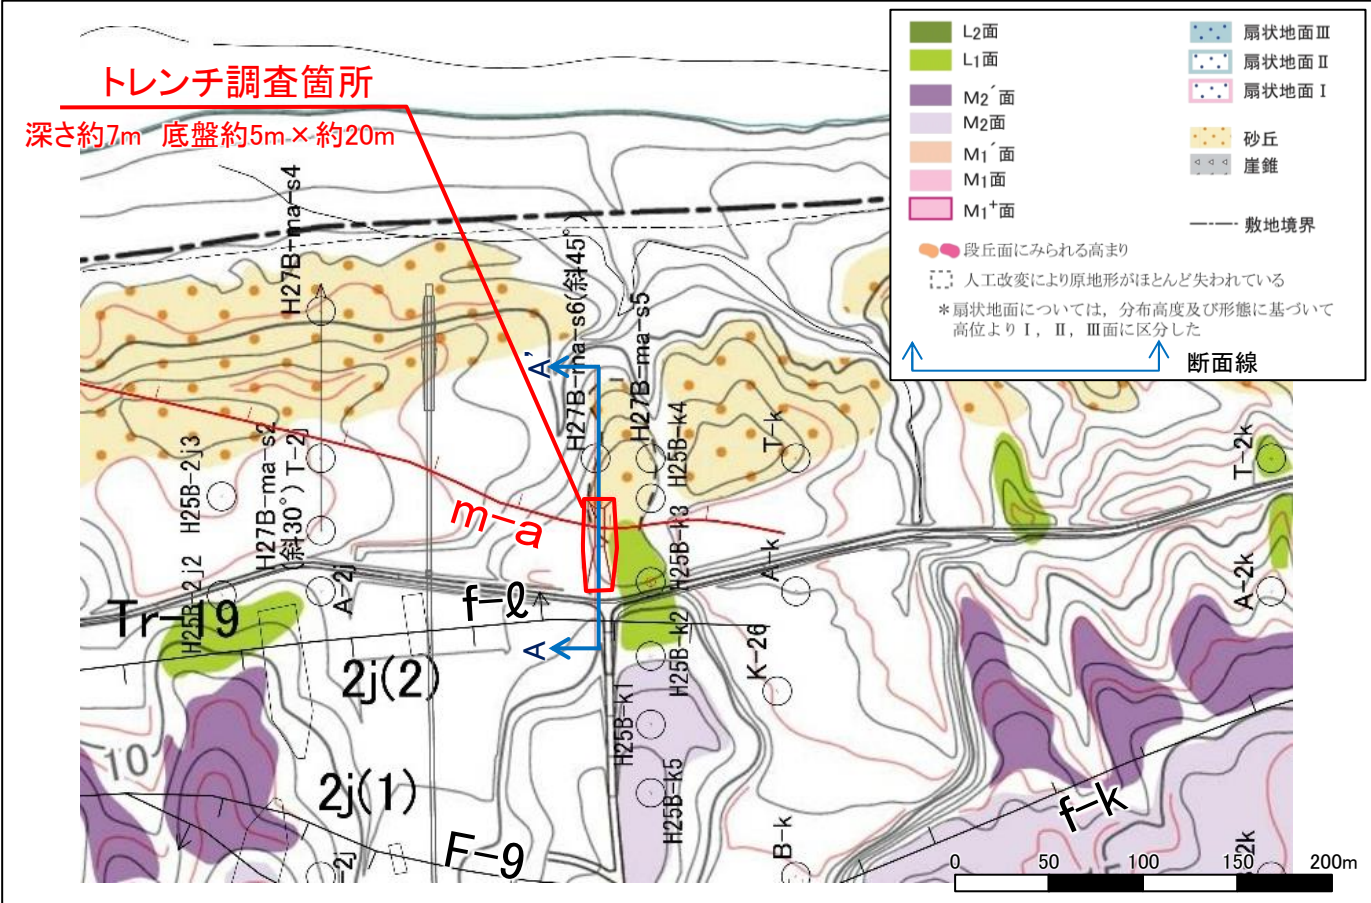 トレンチ調査箇所
深さ約7m 底盤約5m×約20m
L2面
L1面
M2´面
M2面
M1´面
M1面
M1+面
扇状地面Ⅲ
扇状地面Ⅱ
扇状地面Ⅰ
砂丘
崖錐
敷地境界
段丘面にみられる高まり
人工改変により原地形がほとんど失われている
*扇状地面については,分布高度及び形態に基づいて
高位よりⅠ,Ⅱ,Ⅲ面に区分した
断面線
H27B-ma-s4
H27B-ma-s6(斜45°)
H27B-ma-s5
A'
H25B-k4
T-k
T-2k
H25B-2j3
H27B-ma-s2
(斜30°)
T-2j
m-a
H25B-k3
A-k
A-2k
H25B-2j2
A-2j
Tr-19
f-ℓ
A
H25B-k2
K-26
2j(2)
H25B-k1
10
2j(1)
H25B-k5
F-9
B-k
f-k
-2j
2k
0 50 100 150 200m